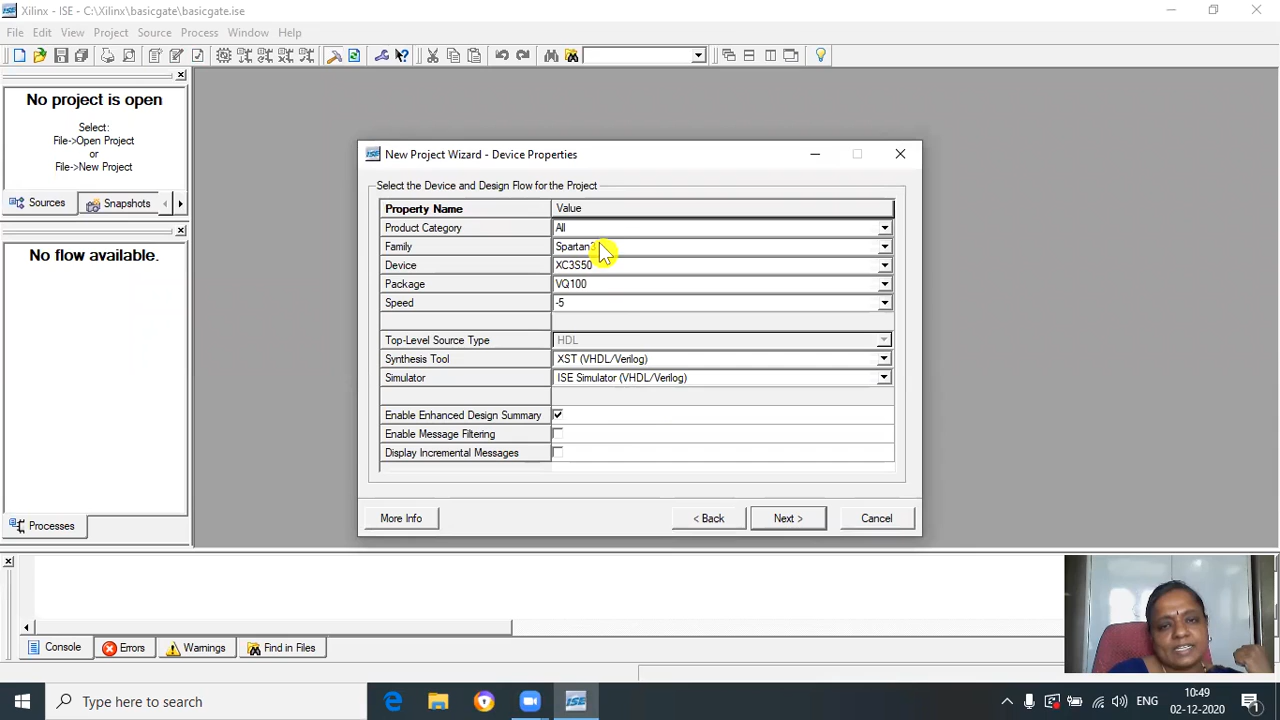 Xilinx - ISE - C:\Xilinx\basicgate\basicgate.ise
File Edit View Project Source Process Window Help
No project is open
Select:
File->Open Project
or
File->New Project
Sources Snapshots
No flow available.
Processes
New Project Wizard - Device Properties
Select the Device and Design Flow for the Project
Property Name Value
Product Category All
Family Spartan3
Device XC3S50
Package VQ100
Speed -5
Top-Level Source Type HDL
Synthesis Tool XST (VHDL/Verilog)
Simulator ISE Simulator (VHDL/Verilog)
Enable Enhanced Design Summary
Enable Message Filtering
Display Incremental Messages
More Info < Back Next > Cancel
Console Errors Warnings Find in Files
Type here to search
ENG
10:49
02-12-2020
1